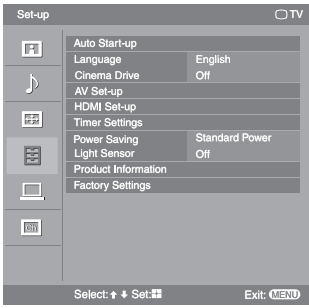 Set-up TV
Auto Start-up
Language English
Cinema Drive Off
AV Set-up
HDMI Set-up
Timer Settings
Power Saving Standard Power
Light Sensor Off
Product Information
Factory Settings
Select: Set: Exit: MENU